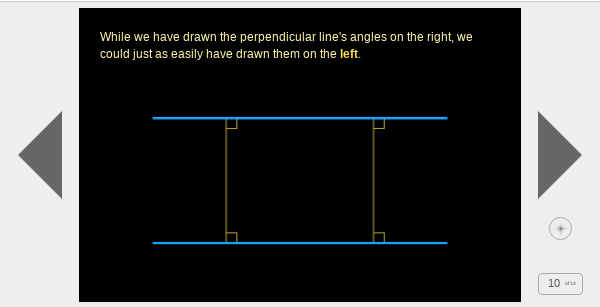 While we have drawn the perpendicular line's angles on the right, we
could just as easily have drawn them on the left.
10 of 14